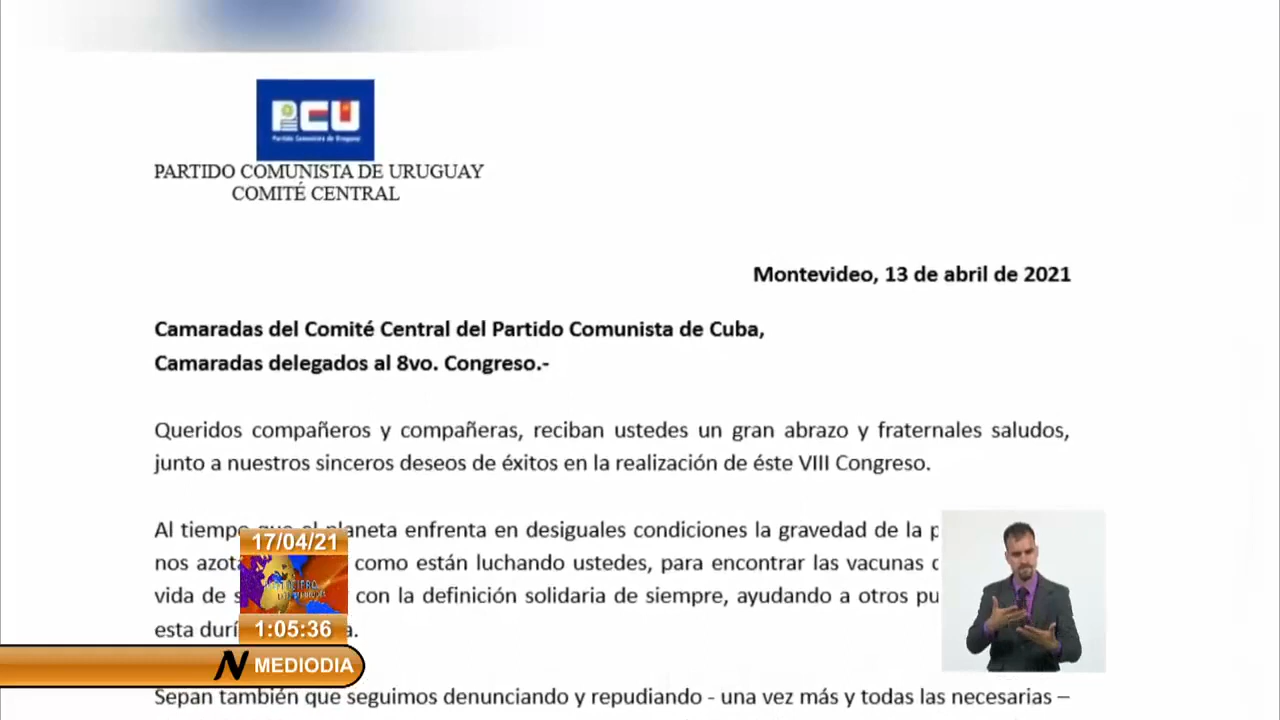 PCU
Partido Comunista de Uruguay
PARTIDO COMUNISTA DE URUGUAY
COMITÉ CENTRAL
Montevideo, 13 de abril de 2021
Camaradas del Comité Central del Partido Comunista de Cuba,
Camaradas delegados al 8vo. Congreso.-
Queridos compañeros y compañeras, reciban ustedes un gran abrazo y fraternales saludos,
junto a nuestros sinceros deseos de éxitos en la realización de éste VIII Congreso.
Al tiempo que el planeta enfrenta en desiguales condiciones la gravedad de la
nos como están luchando ustedes, para encontrar las vacunas
vida de con la definición solidaria de siempre, ayudando a otros
esta
17/04/21
1:05:36
N MEDIODIA
Sepan también que seguimos denunciando y repudiando - una vez más y todas las necesarias –